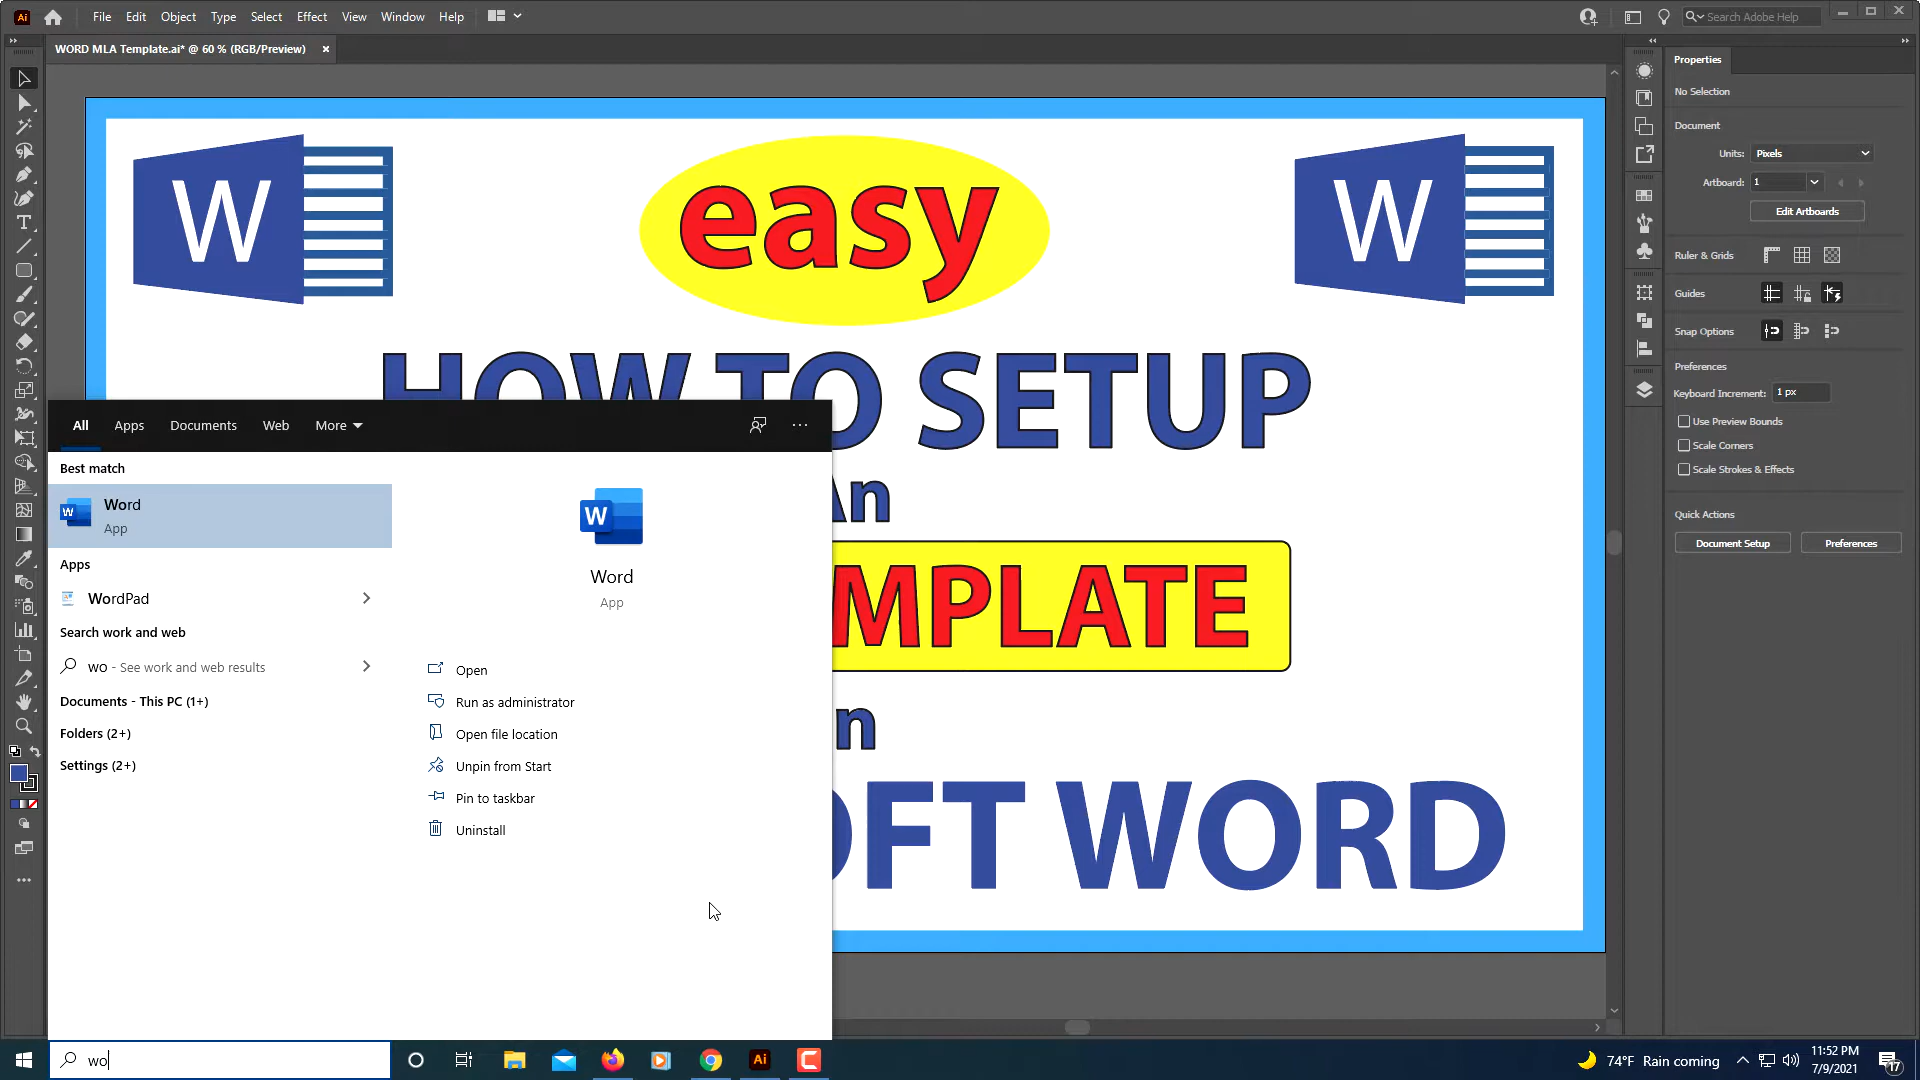 Ai File Edit Object Type Select Effect View Window Help Search Adobe Help
WORD MLA Template.ai* @ 60 % (RGB/Preview)
W easy W
HOW TO SETUP
An
MPLATE
n
OFT WORD
Properties
No Selection
Document
Units: Pixels
Artboard: 1
Edit Artboards
Ruler & Grids
Guides
Snap Options
Preferences
Keyboard Increment: 1 px
Use Preview Bounds
Scale Corners
Scale Strokes & Effects
Quick Actions
Document Setup Preferences
All Apps Documents Web More
Best match
W Word
App
Apps
WordPad
Search work and web
wo - See work and web results
Documents - This PC (1+)
Folders (2+)
Settings (2+)
W
Word
App
Open
Run as administrator
Open file location
Unpin from Start
Pin to taskbar
Uninstall
wo
Ai
74°F Rain coming
11:52 PM
7/9/2021
17